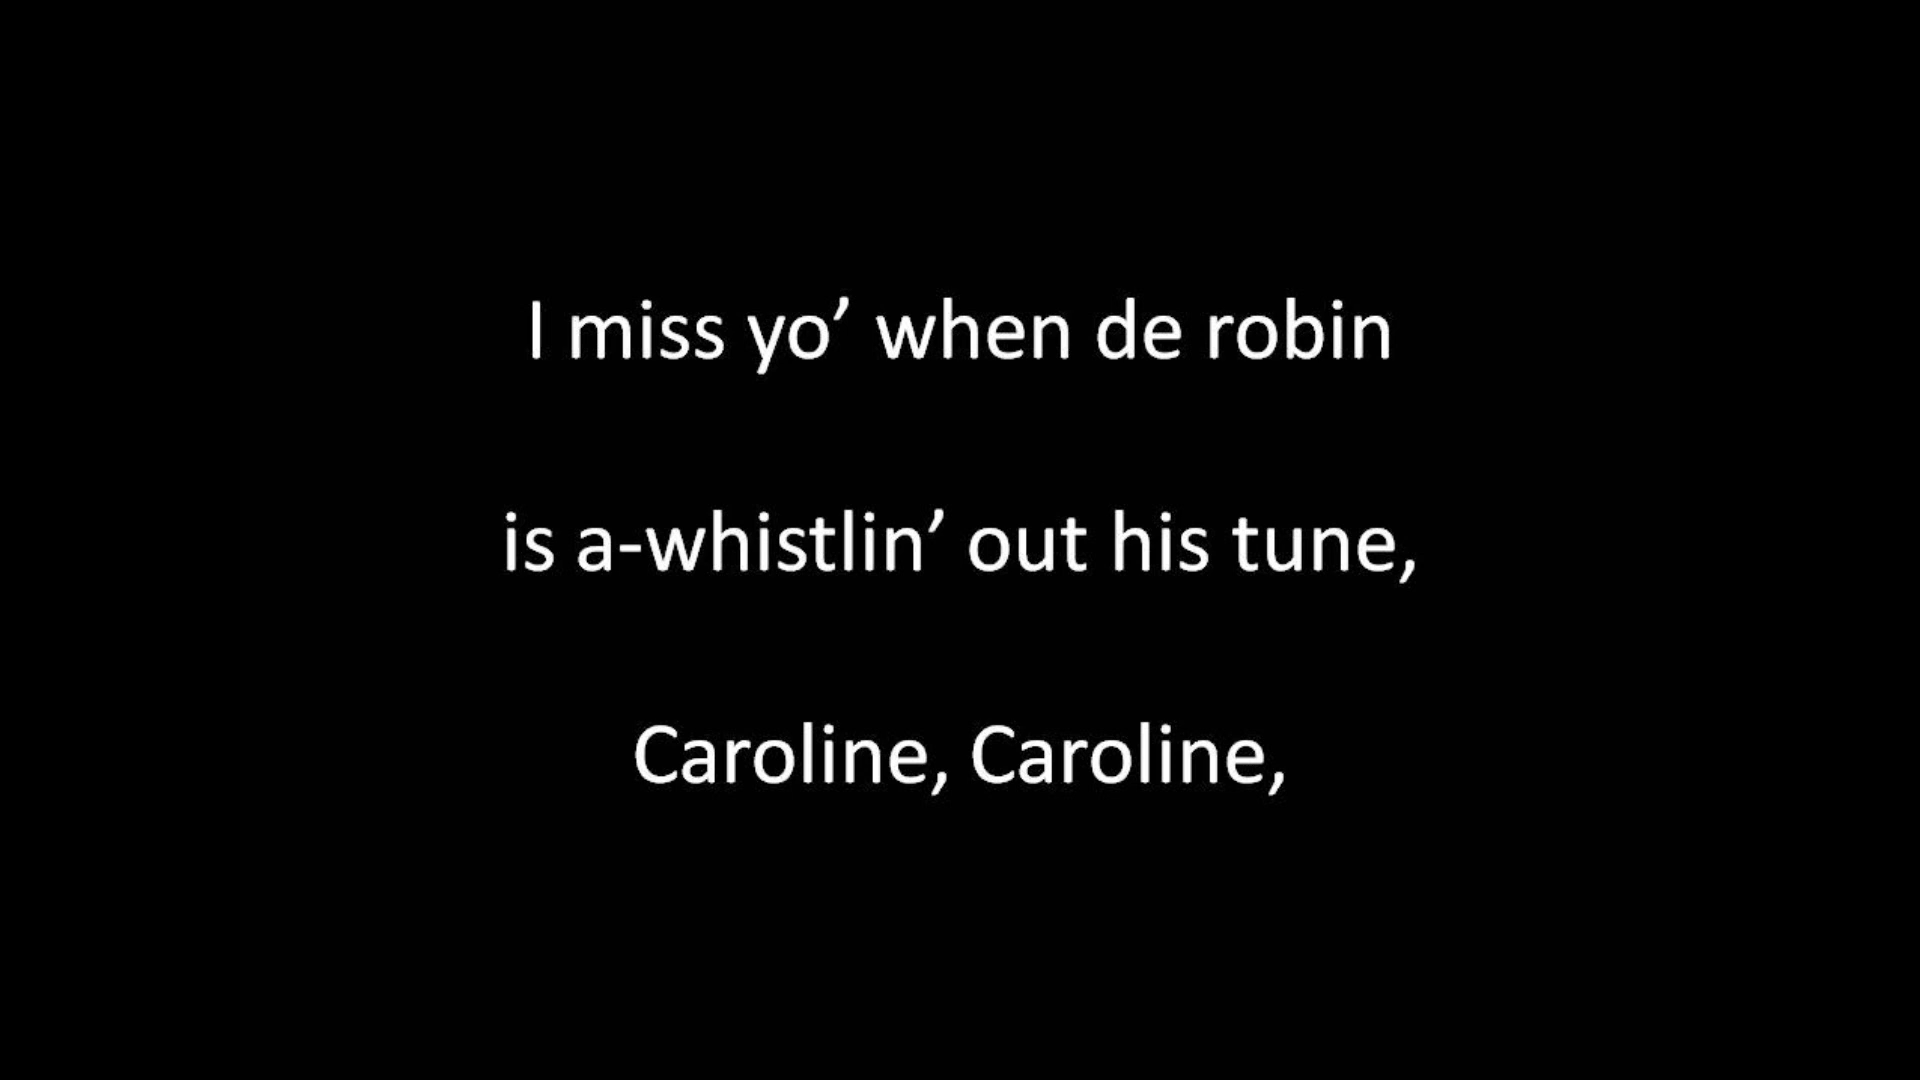 I miss yo’ when de robin
is a-whistlin’ out his tune,
Caroline, Caroline,